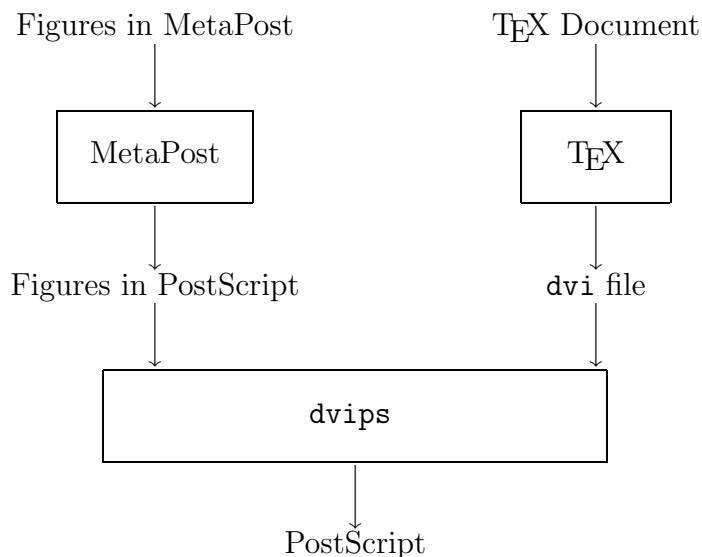 Figures in MetaPost
TEX Document
MetaPost
TEX
Figures in PostScript
dvi file
dvips
PostScript